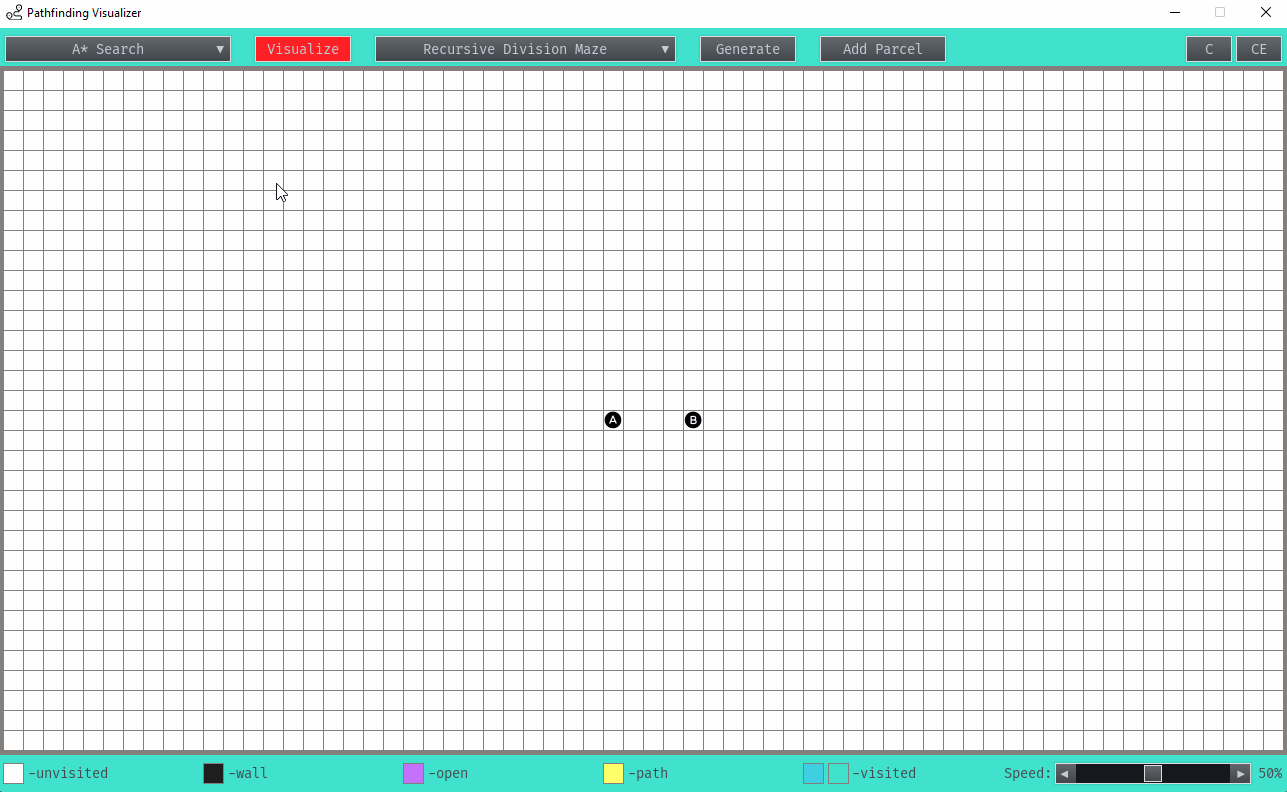 Pathfinding Visualizer
A* Search ▼ Visualize Recursive Division Maze ▼ Generate Add Parcel C CE
A B
-unvisited -wall -open -path -visited Speed: ◀ ▶ 50%